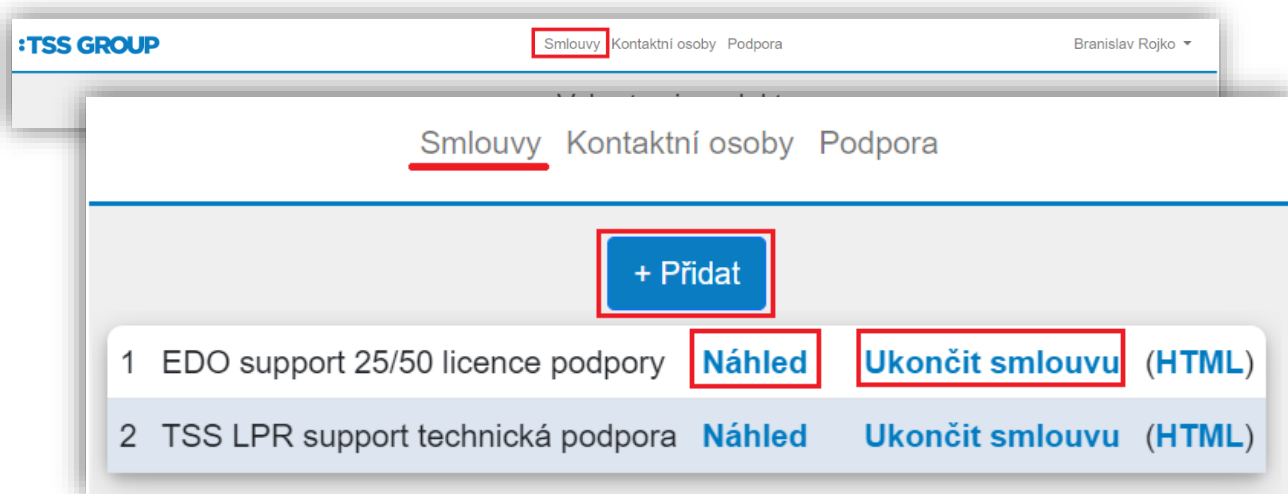 :TSS GROUP Smlouvy Kontaktní osoby Podpora Branislav Rojko
Smlouvy Kontaktní osoby Podpora
+ Přidat
1 EDO support 25/50 licence podpory Náhled Ukončit smlouvu (HTML)
2 TSS LPR support technická podpora Náhled Ukončit smlouvu (HTML)